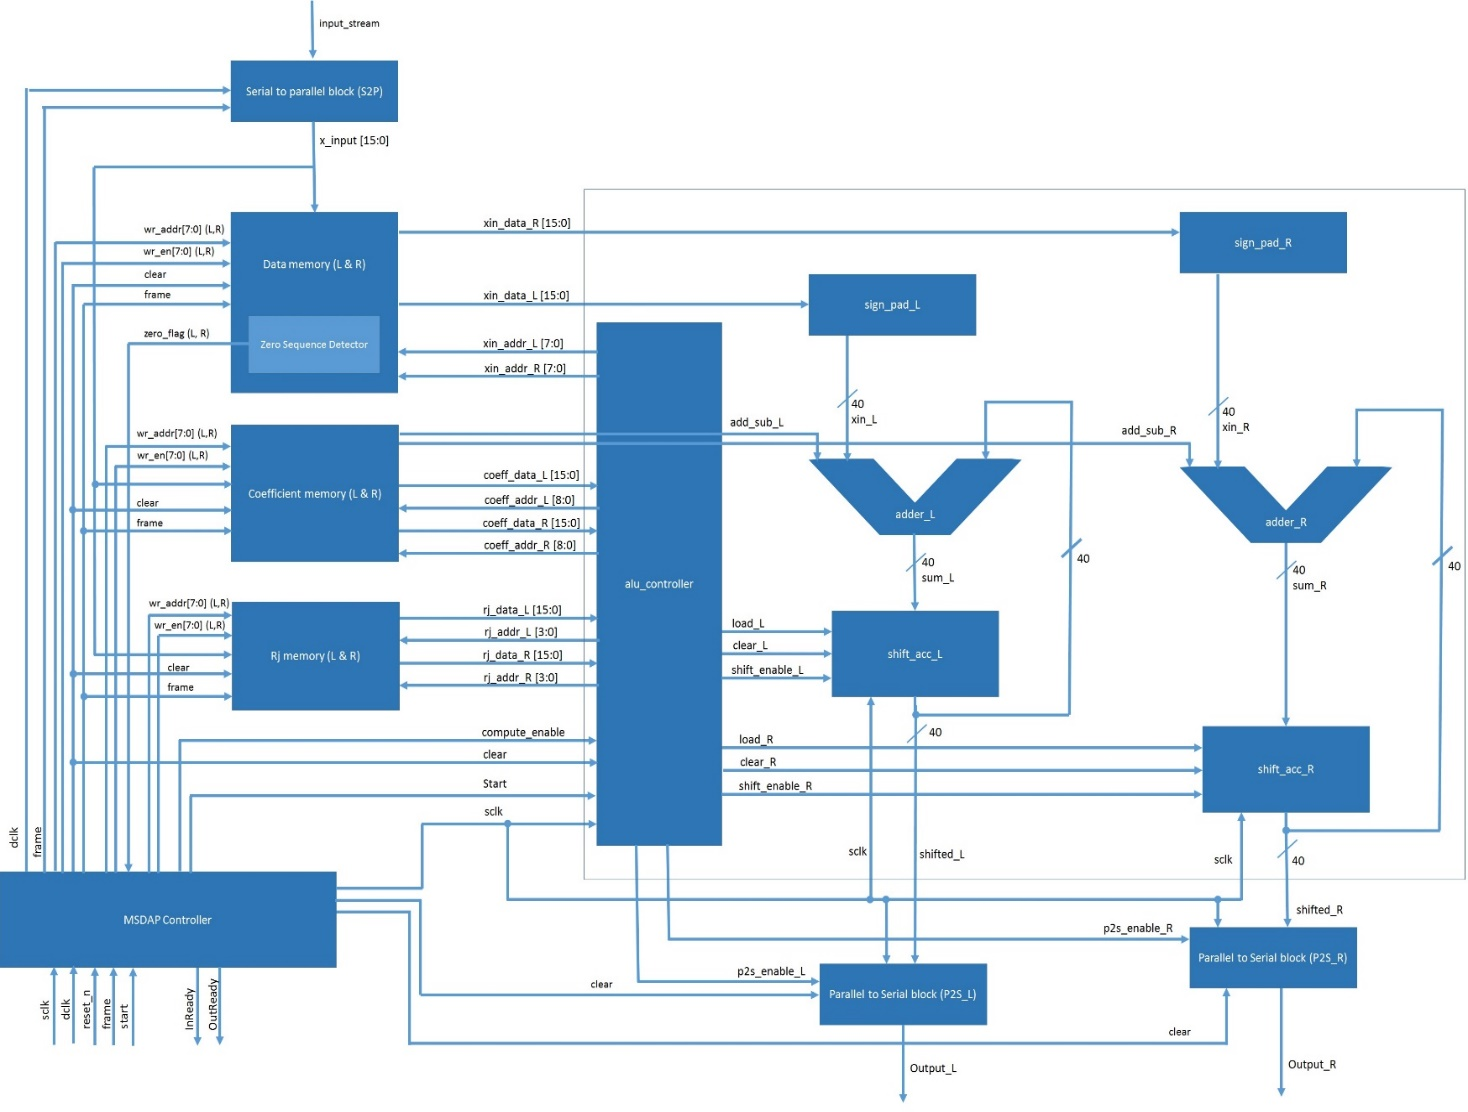 input_stream
Serial to parallel block (S2P)
x_input [15:0]
wr_addr[7:0] (L,R)
wr_en[7:0] (L,R)
clear
frame
zero_flag (L, R)
Data memory (L & R)
Zero Sequence Detector
xin_data_R [15:0]
xin_data_L [15:0]
xin_addr_L [7:0]
xin_addr_R [7:0]
sign_pad_R
sign_pad_L
40
xin_L
40
xin_R
add_sub_L
add_sub_R
wr_addr[7:0] (L,R)
wr_en[7:0] (L,R)
clear
frame
Coefficient memory (L & R)
coeff_data_L [15:0]
coeff_addr_L [8:0]
coeff_data_R [15:0]
coeff_addr_R [8:0]
adder_L
adder_R
40
sum_L
40
40
sum_R
40
alu_controller
wr_addr[7:0] (L,R)
wr_en[7:0] (L,R)
clear
frame
Rj memory (L & R)
rj_data_L [15:0]
rj_addr_L [3:0]
rj_data_R [15:0]
rj_addr_R [3:0]
load_L
clear_L
shift_enable_L
shift_acc_L
40
compute_enable
clear
Start
sclk
load_R
clear_R
shift_enable_R
shift_acc_R
40
dclk
frame
sclk
shifted_L
sclk
shifted_R
MSDAP Controller
p2s_enable_R
Parallel to Serial block (P2S_R)
p2s_enable_L
clear
Parallel to Serial block (P2S_L)
sclk
dclk
reset_n
frame
start
InReady
OutReady
clear
Output_L
Output_R